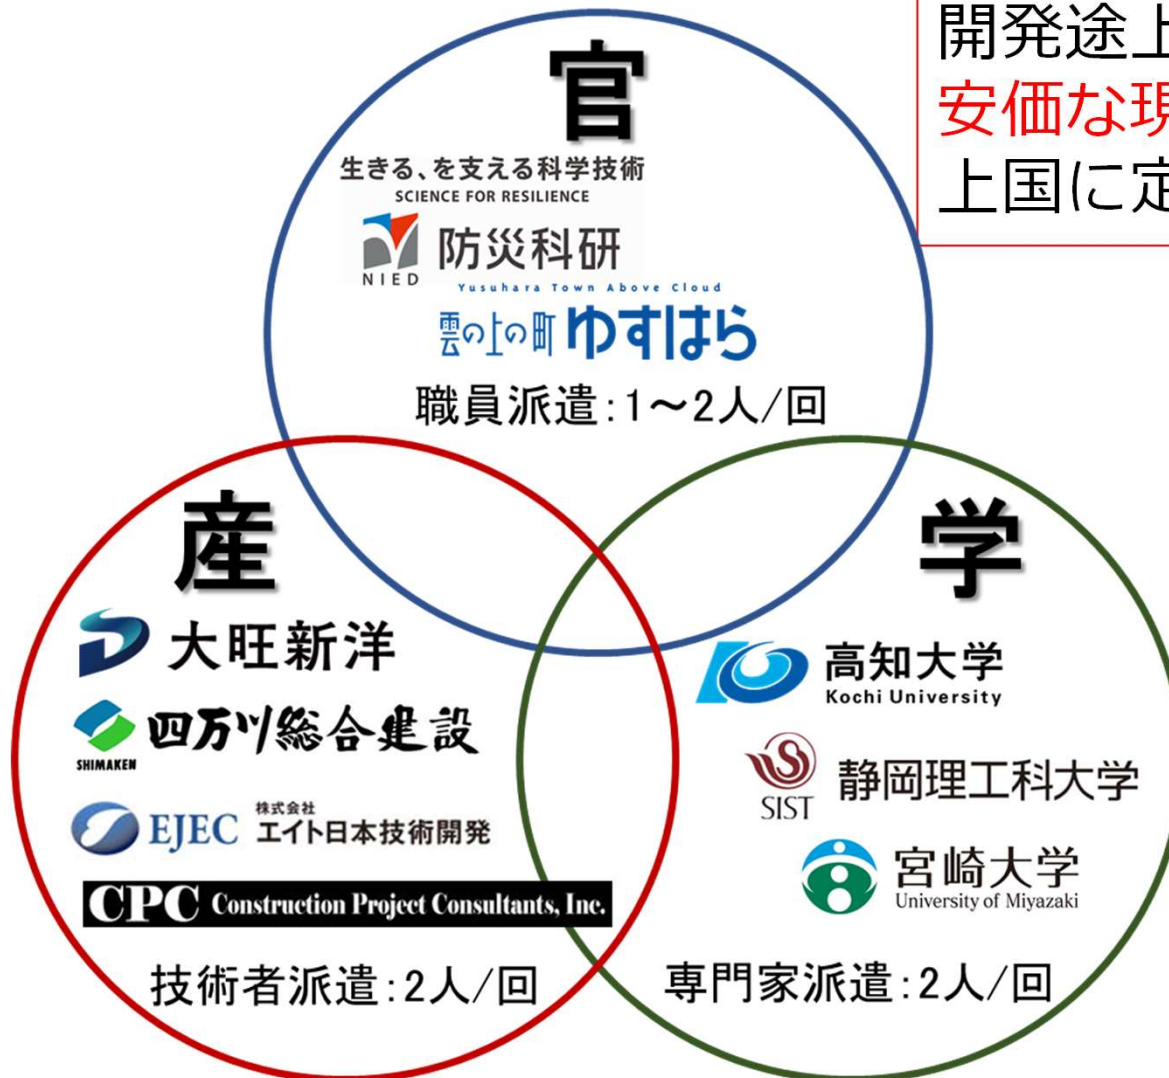 開発途上
安価な現
上国に定
官
生きる、を支える科学技術
SCIENCE FOR RESILIENCE
NIED
防災科研
Yusuhara Town Above Cloud
雲の上の町ゆすはら
職員派遣:1～2人/回
産
大旺新洋
SHIMAKEN
四万川総合建設
EJEC
株式会社
エイト日本技術開発
CPC Construction Project Consultants, Inc.
技術者派遣:2人/回
学
高知大学
Kochi University
SIST
静岡理工科大学
宮崎大学
University of Miyazaki
専門家派遣:2人/回